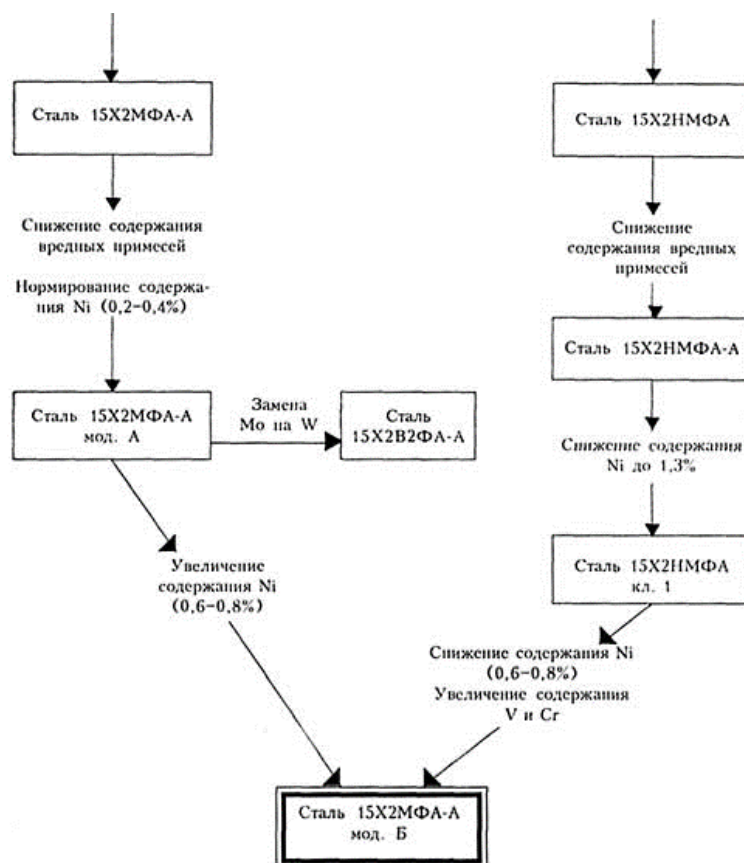 Сталь 15Х2МФА-А
Снижение содержания
вредных примесей
Нормирование содержа-
ния Ni (0,2-0,4%)
Сталь 15Х2МФА-А
мод. А
Замена
Мо на W
Сталь
15Х2В2ФА-А
Увеличение
содержания Ni
(0,6-0,8%)
Сталь 15Х2НМФА
Снижение
содержания вредных
примесей
Сталь 15Х2НМФА-А
Снижение содержания
Ni до 1,3%
Сталь 15Х2НМФА
кл. 1
Снижение содержания Ni
(0,6-0,8%)
Увеличение содержания
V и Cr
Сталь 15Х2МФА-А
мод. Б